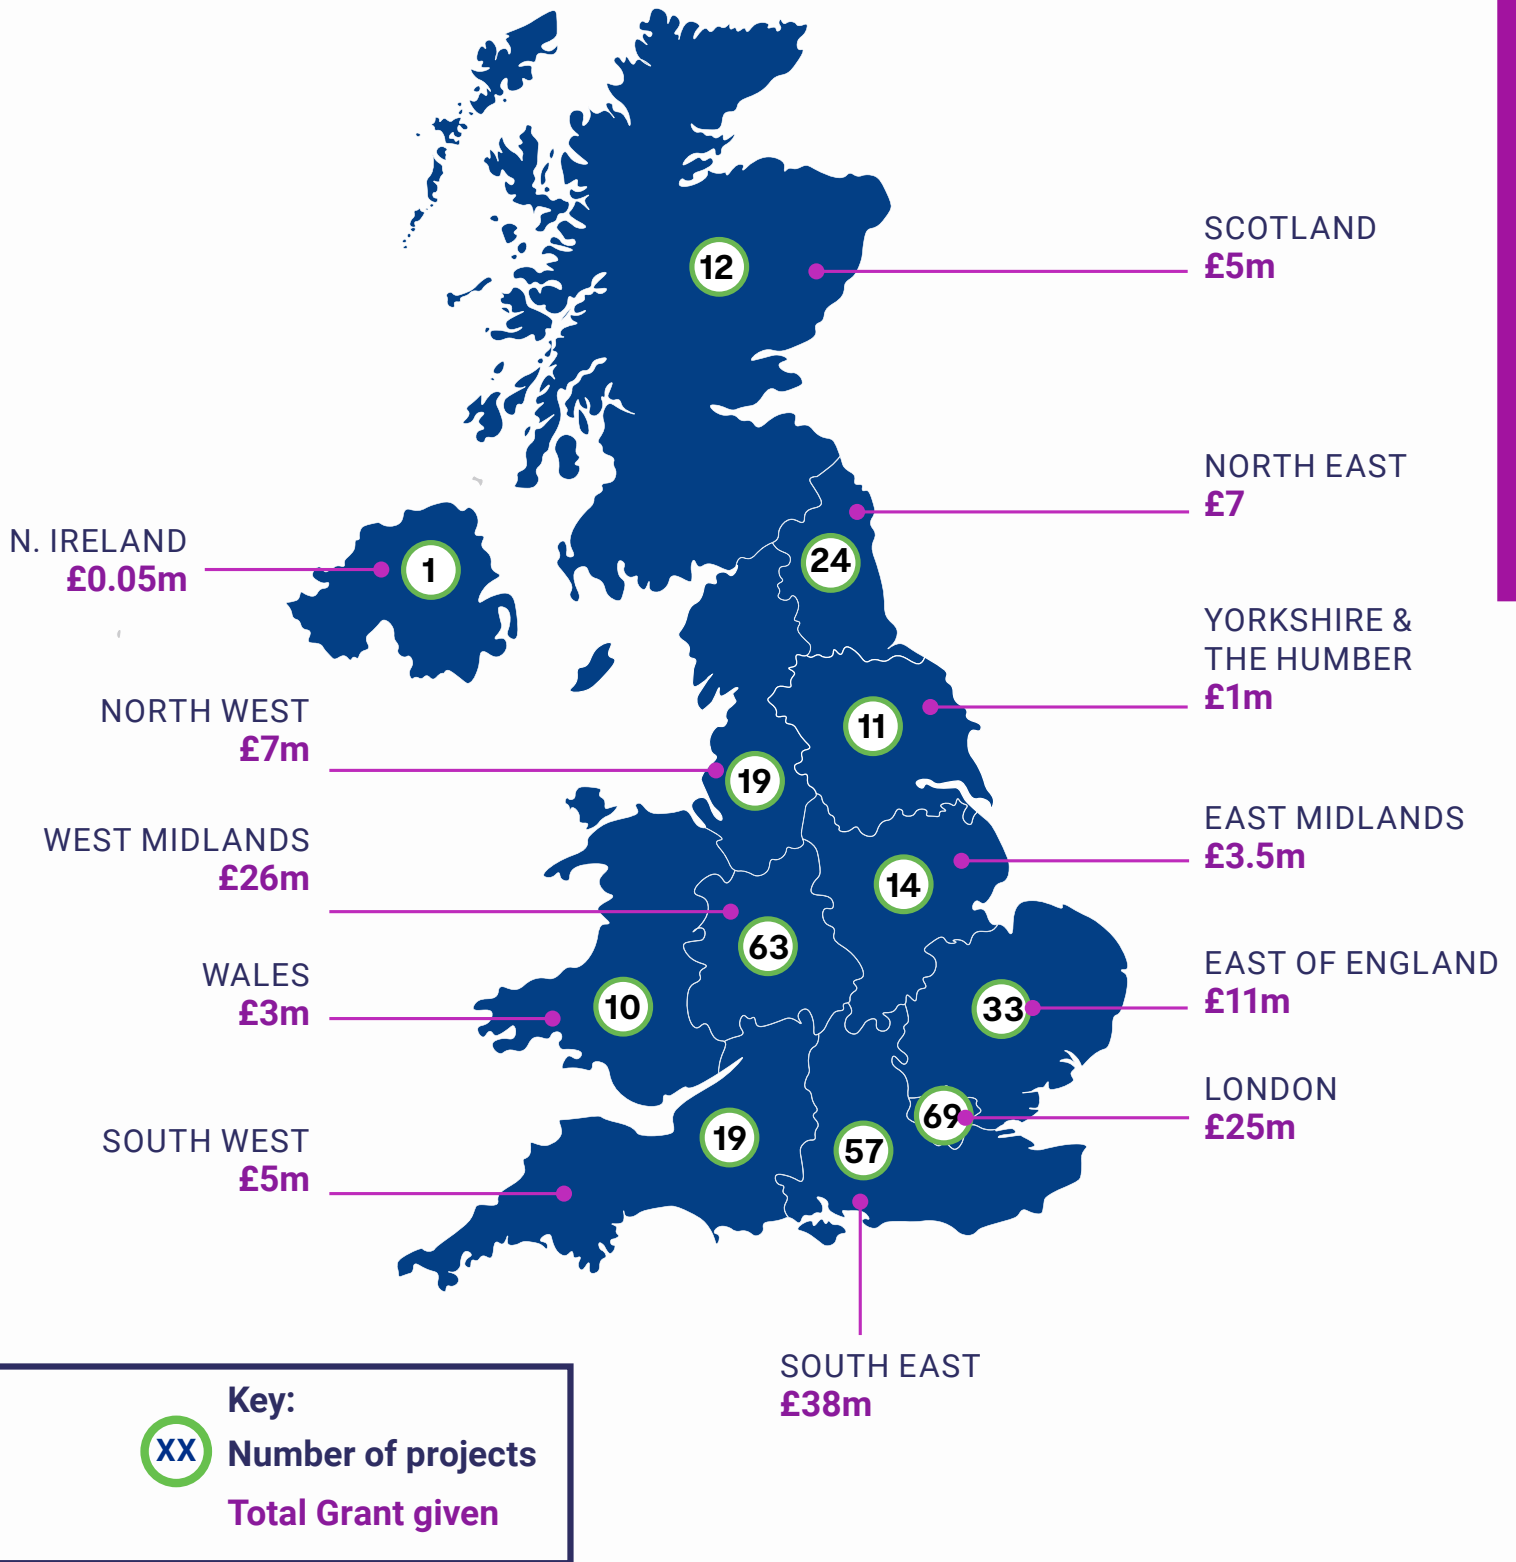 SCOTLAND
£5m
12
NORTH EAST
£7
24
N. IRELAND
£0.05m
1
YORKSHIRE &
THE HUMBER
£1m
11
NORTH WEST
£7m
19
EAST MIDLANDS
£3.5m
14
WEST MIDLANDS
£26m
63
EAST OF ENGLAND
£11m
33
WALES
£3m
10
LONDON
£25m
69
SOUTH WEST
£5m
19
57
SOUTH EAST
£38m
Key:
XX Number of projects
Total Grant given